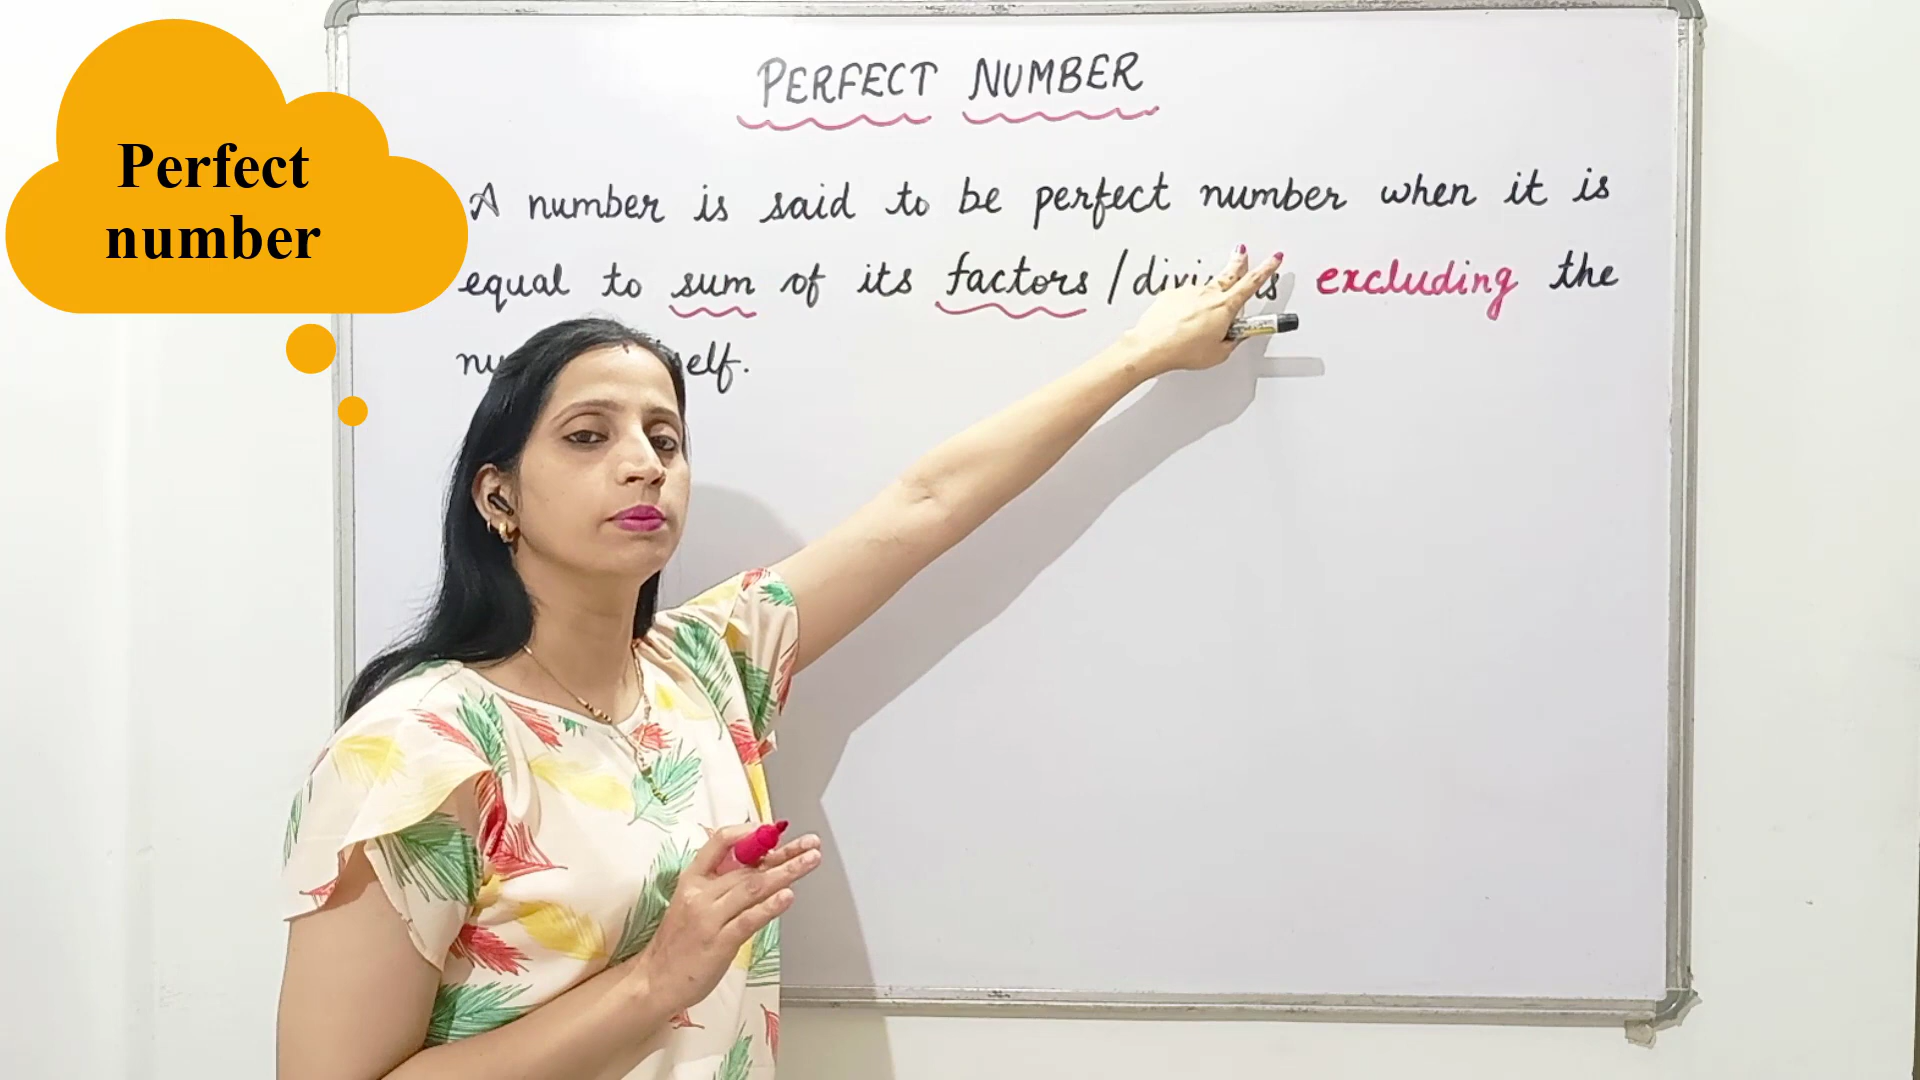 Perfect
number
PERFECT NUMBER
A number is said to be perfect number when it is
equal to sum of its factors / excluding the